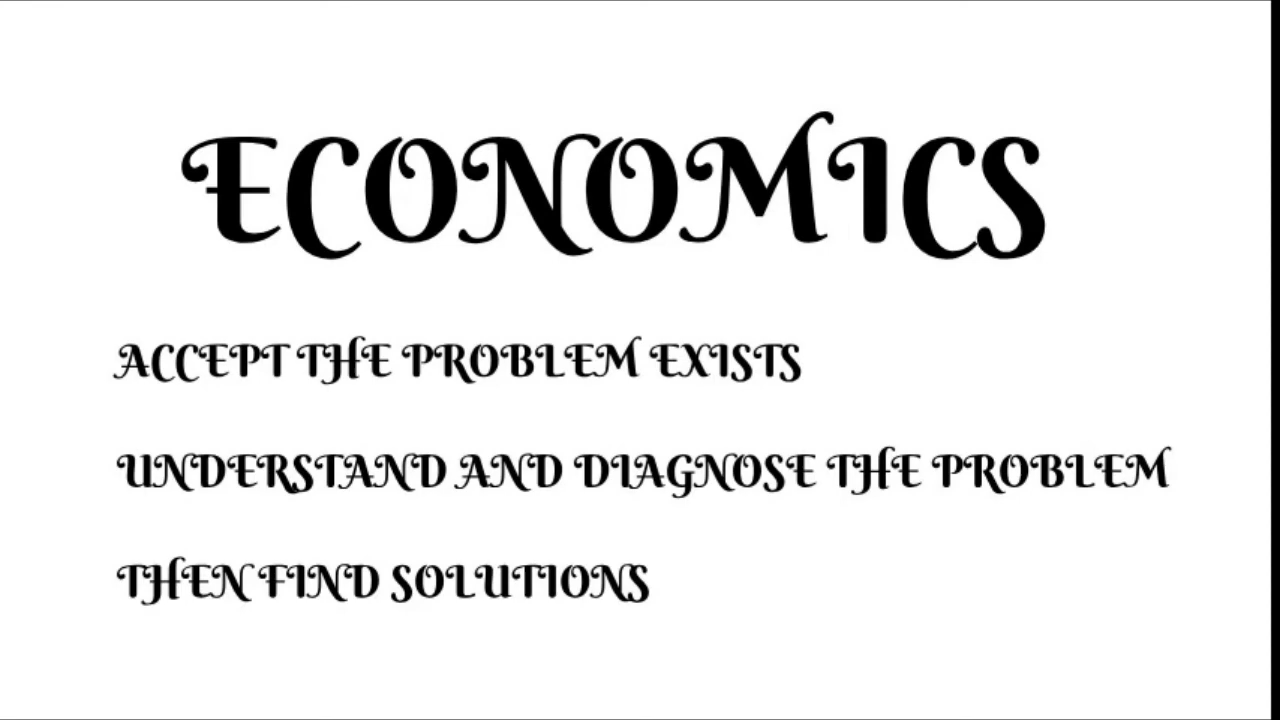 ECONOMICS
ACCEPT THE PROBLEM EXISTS
UNDERSTAND AND DIAGNOSE THE PROBLEM
THEN FIND SOLUTIONS